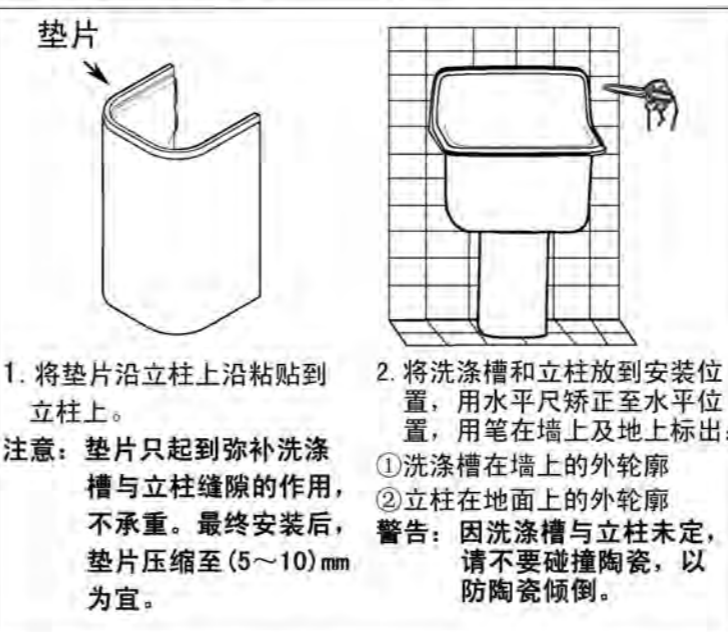 垫片
1. 将垫片沿立柱上沿粘贴到
立柱上。
注意：垫片只起到弥补洗涤
槽与立柱缝隙的作用，
不承重。最终安装后，
垫片压缩至(5～10)mm
为宜。
2. 将洗涤槽和立柱放到安装位
置，用水平尺矫正至水平位
置，用笔在墙上及地上标出：
①洗涤槽在墙上的外轮廓
②立柱在地面上的外轮廓
警告：因洗涤槽与立柱未定，
请不要碰撞陶瓷，以
防陶瓷倾倒。